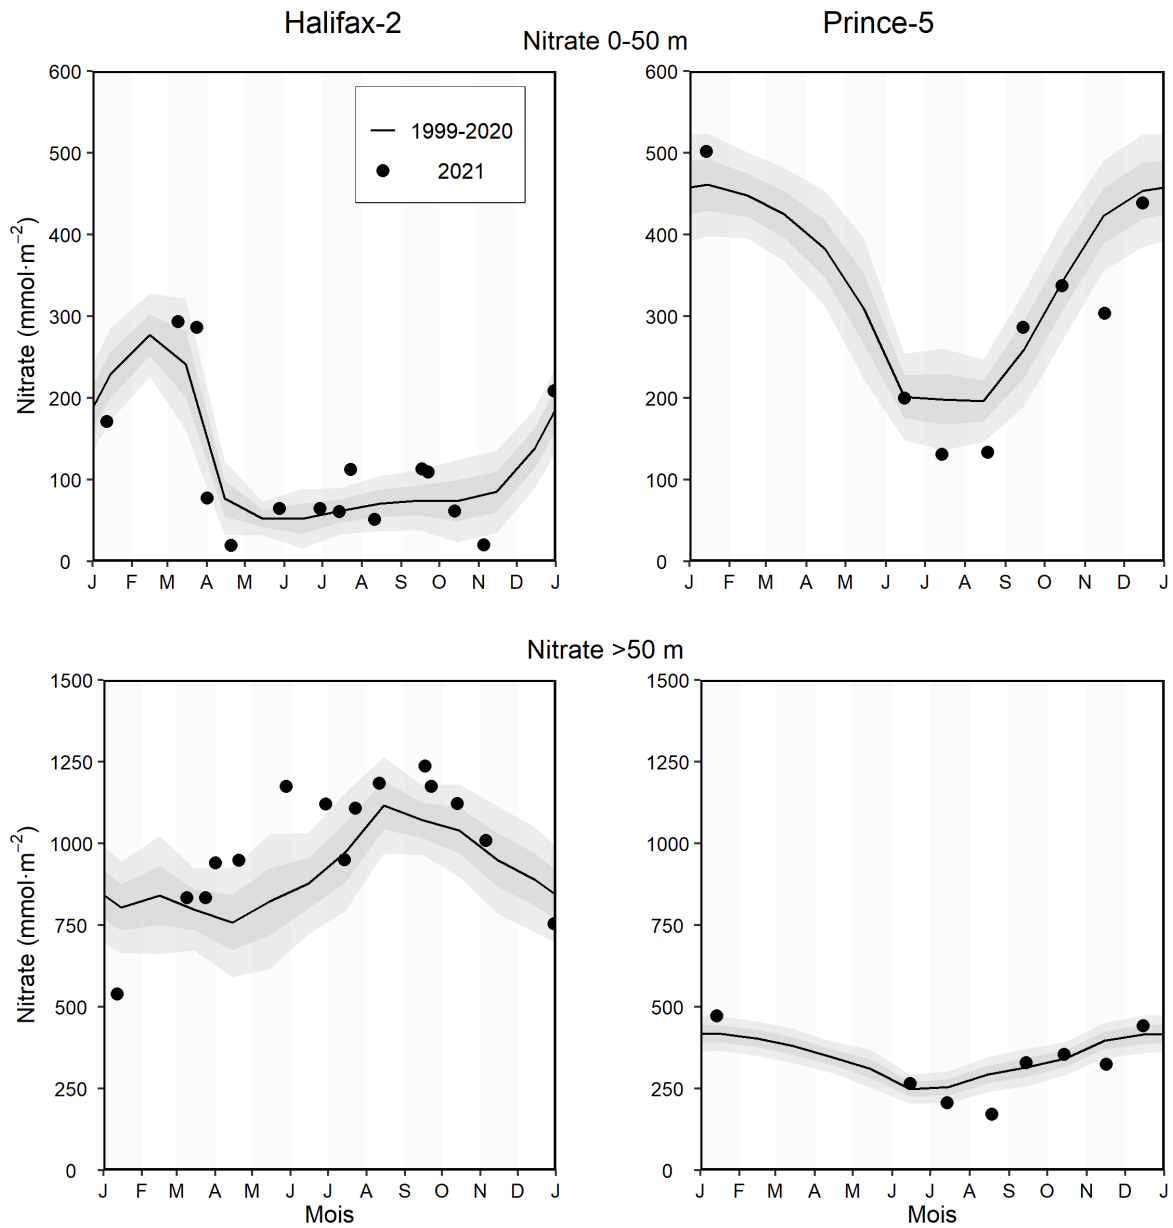 Halifax-2
Prince-5
Nitrate 0-50 m
Nitrate (mmol·m−2)
600
500
400
300
200
100
0
1999-2020
2021
J F M A M J J A S O N D J
600
500
400
300
200
100
0
J F M A M J J A S O N D J
Nitrate >50 m
Nitrate (mmol·m−2)
1500
1250
1000
750
500
250
0
J F M A M J J A S O N D J
Mois
1500
1250
1000
750
500
250
0
J F M A M J J A S O N D J
Mois